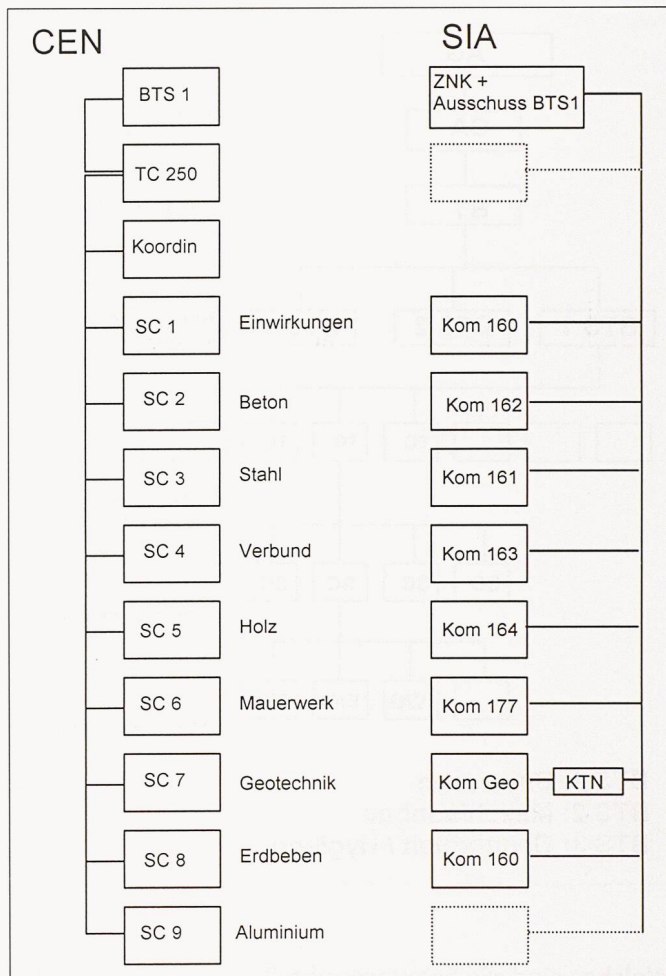 CEN SIA
BTS 1 ZNK +
Ausschuss BTS1
TC 250
Koordin
SC 1 Einwirkungen Kom 160
SC 2 Beton Kom 162
SC 3 Stahl Kom 161
SC 4 Verbund Kom 163
SC 5 Holz Kom 164
SC 6 Mauerwerk Kom 177
SC 7 Geotechnik Kom Geo KTN
SC 8 Erdbeben Kom 160
SC 9 Aluminium